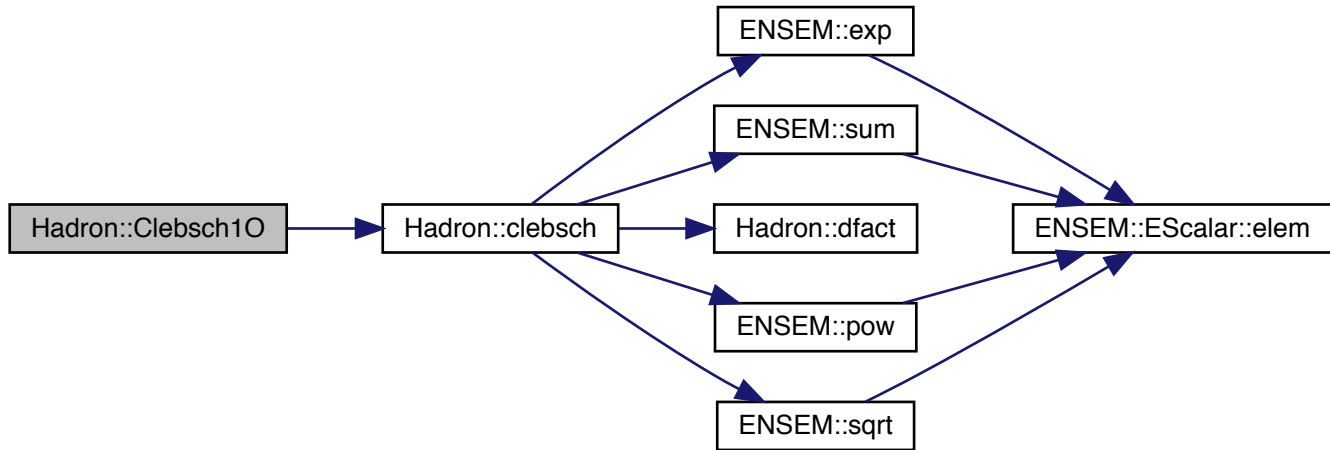 Hadron::Clebsch1O
Hadron::clebsch
ENSEM::exp
ENSEM::sum
Hadron::dfact
ENSEM::pow
ENSEM::sqrt
ENSEM::EScalar::elem